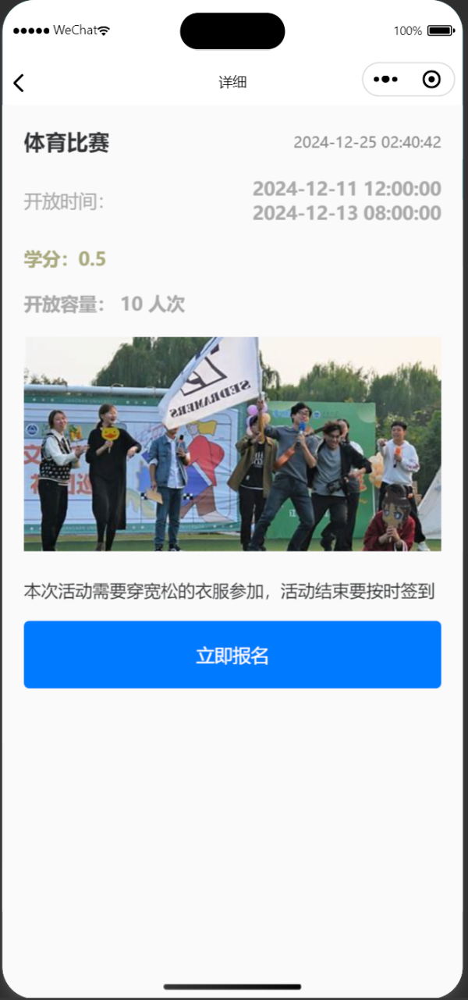 WeChat
100%
详细
体育比赛
2024-12-25 02:40:42
开放时间：
2024-12-11 12:00:00
2024-12-13 08:00:00
学分：0.5
开放容量： 10 人次
SEDREAMERS
本次活动需要穿宽松的衣服参加，活动结束要按时签到
立即报名